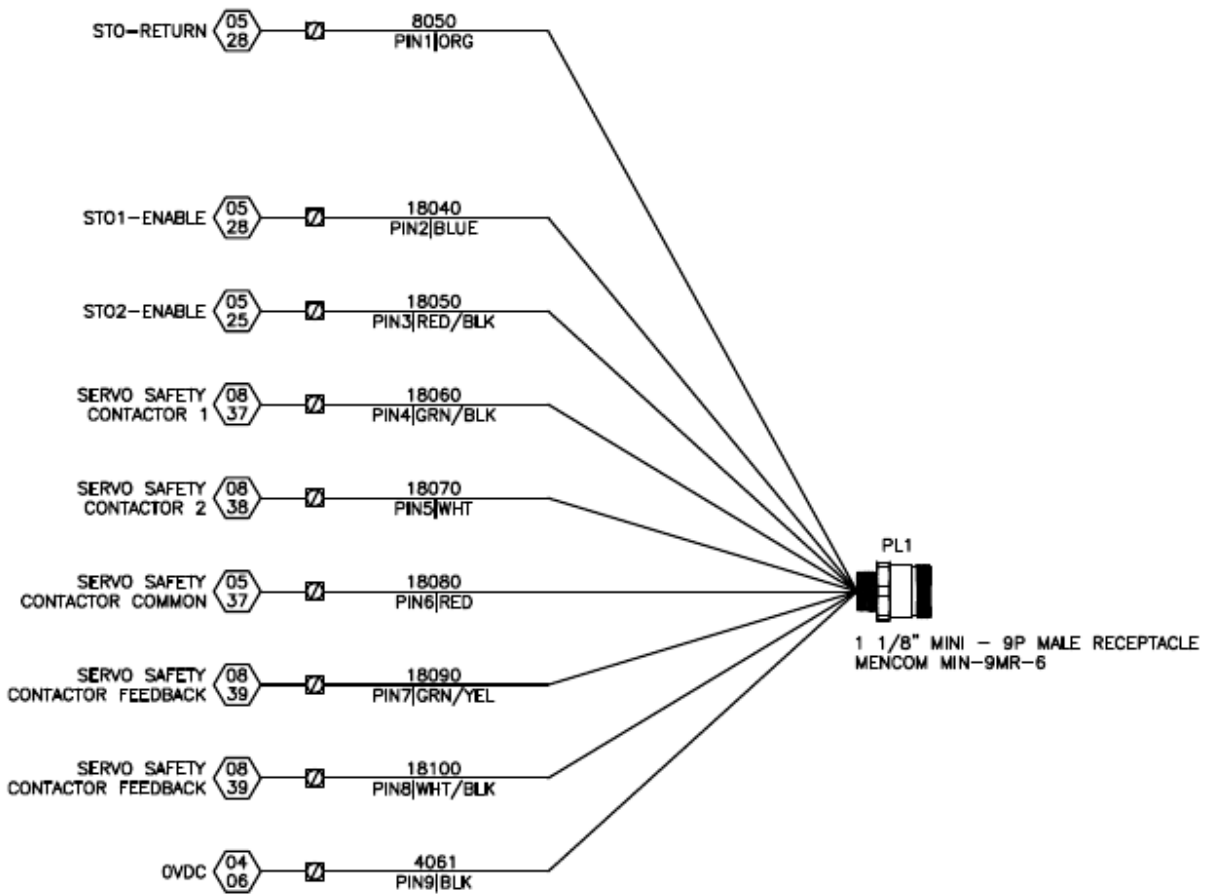 STO-RETURN 05 28 8050 PIN1|ORG
STO1-ENABLE 05 28 18040 PIN2|BLUE
STO2-ENABLE 05 25 18050 PIN3|RED/BLK
SERVO SAFETY CONTACTOR 1 08 37 18060 PIN4|GRN/BLK
SERVO SAFETY CONTACTOR 2 08 38 18070 PIN5|WHT
SERVO SAFETY CONTACTOR COMMON 05 37 18080 PIN6|RED
SERVO SAFETY CONTACTOR FEEDBACK 08 39 18090 PIN7|GRN/YEL
SERVO SAFETY CONTACTOR FEEDBACK 08 39 18100 PIN8|WHT/BLK
0VDC 04 06 4061 PIN9|BLK
PL1
1 1/8" MINI - 9P MALE RECEPTACLE
MENCOM MIN-9MR-6